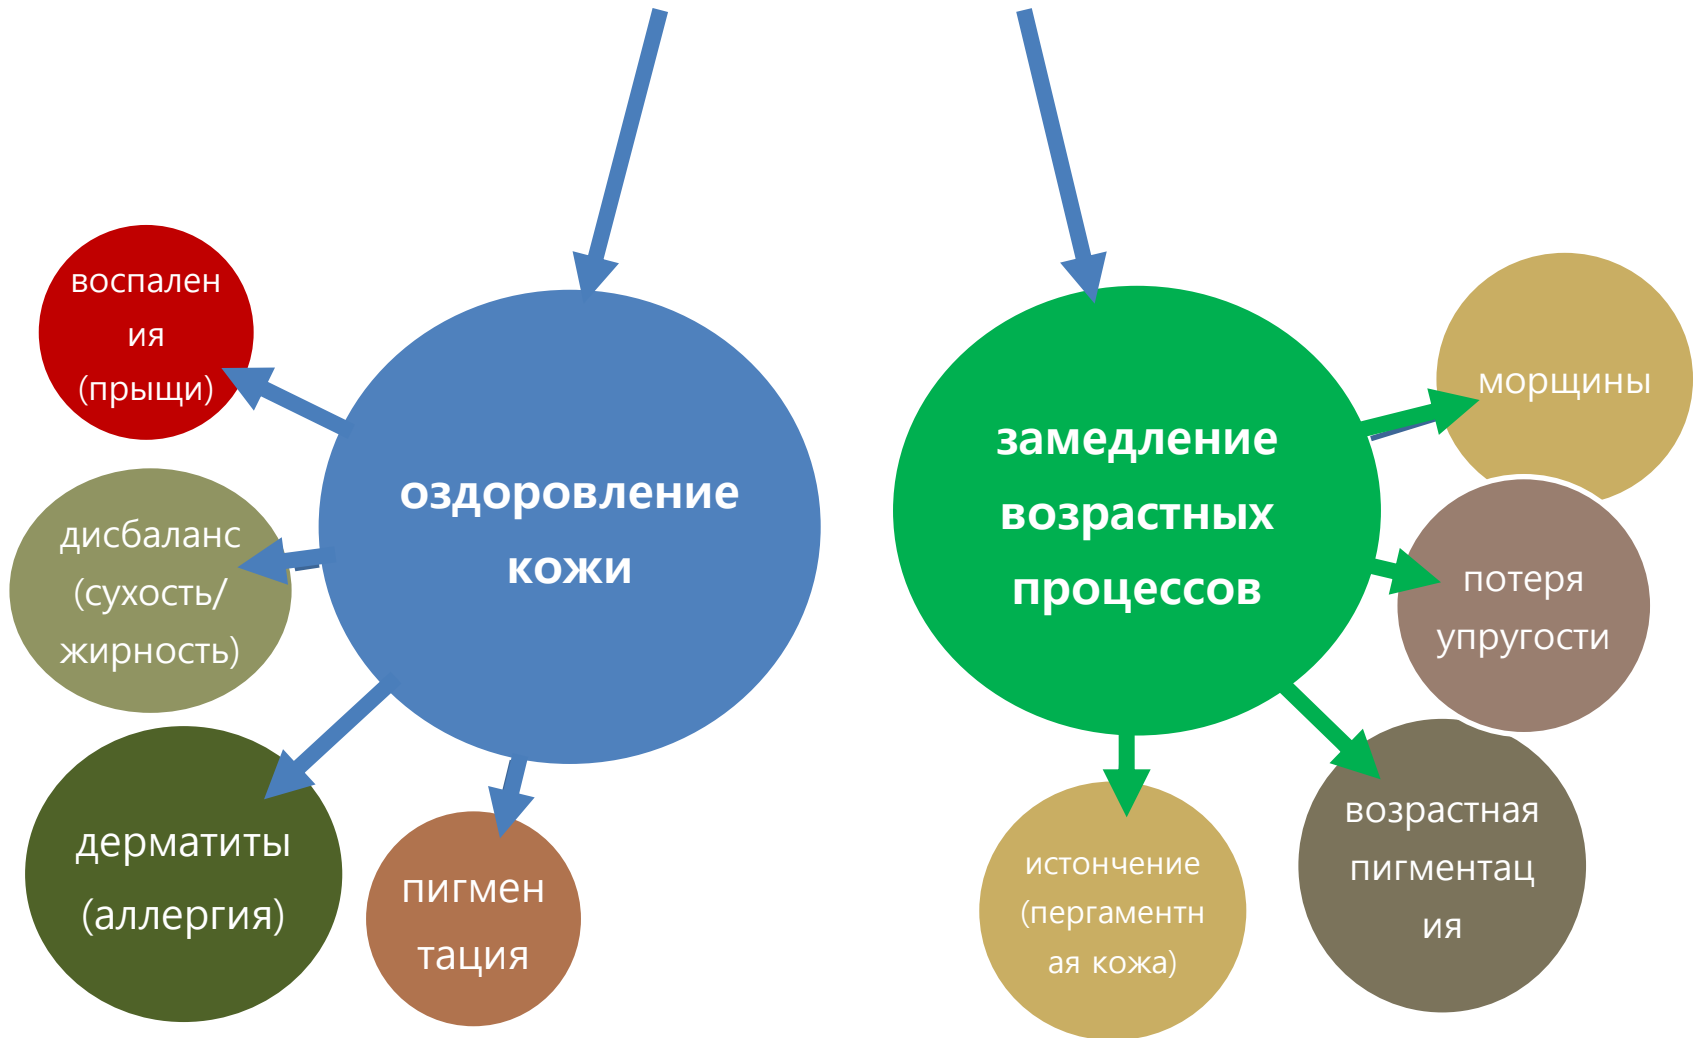 воспален
ия
(прыщи)
дисбаланс
(сухость/
жирность)
дерматиты
(аллергия)
пигмен
тация
оздоровление
кожи
замедление
возрастных
процессов
морщины
потеря
упругости
возрастная
пигментац
ия
истончение
(пергаментн
ая кожа)